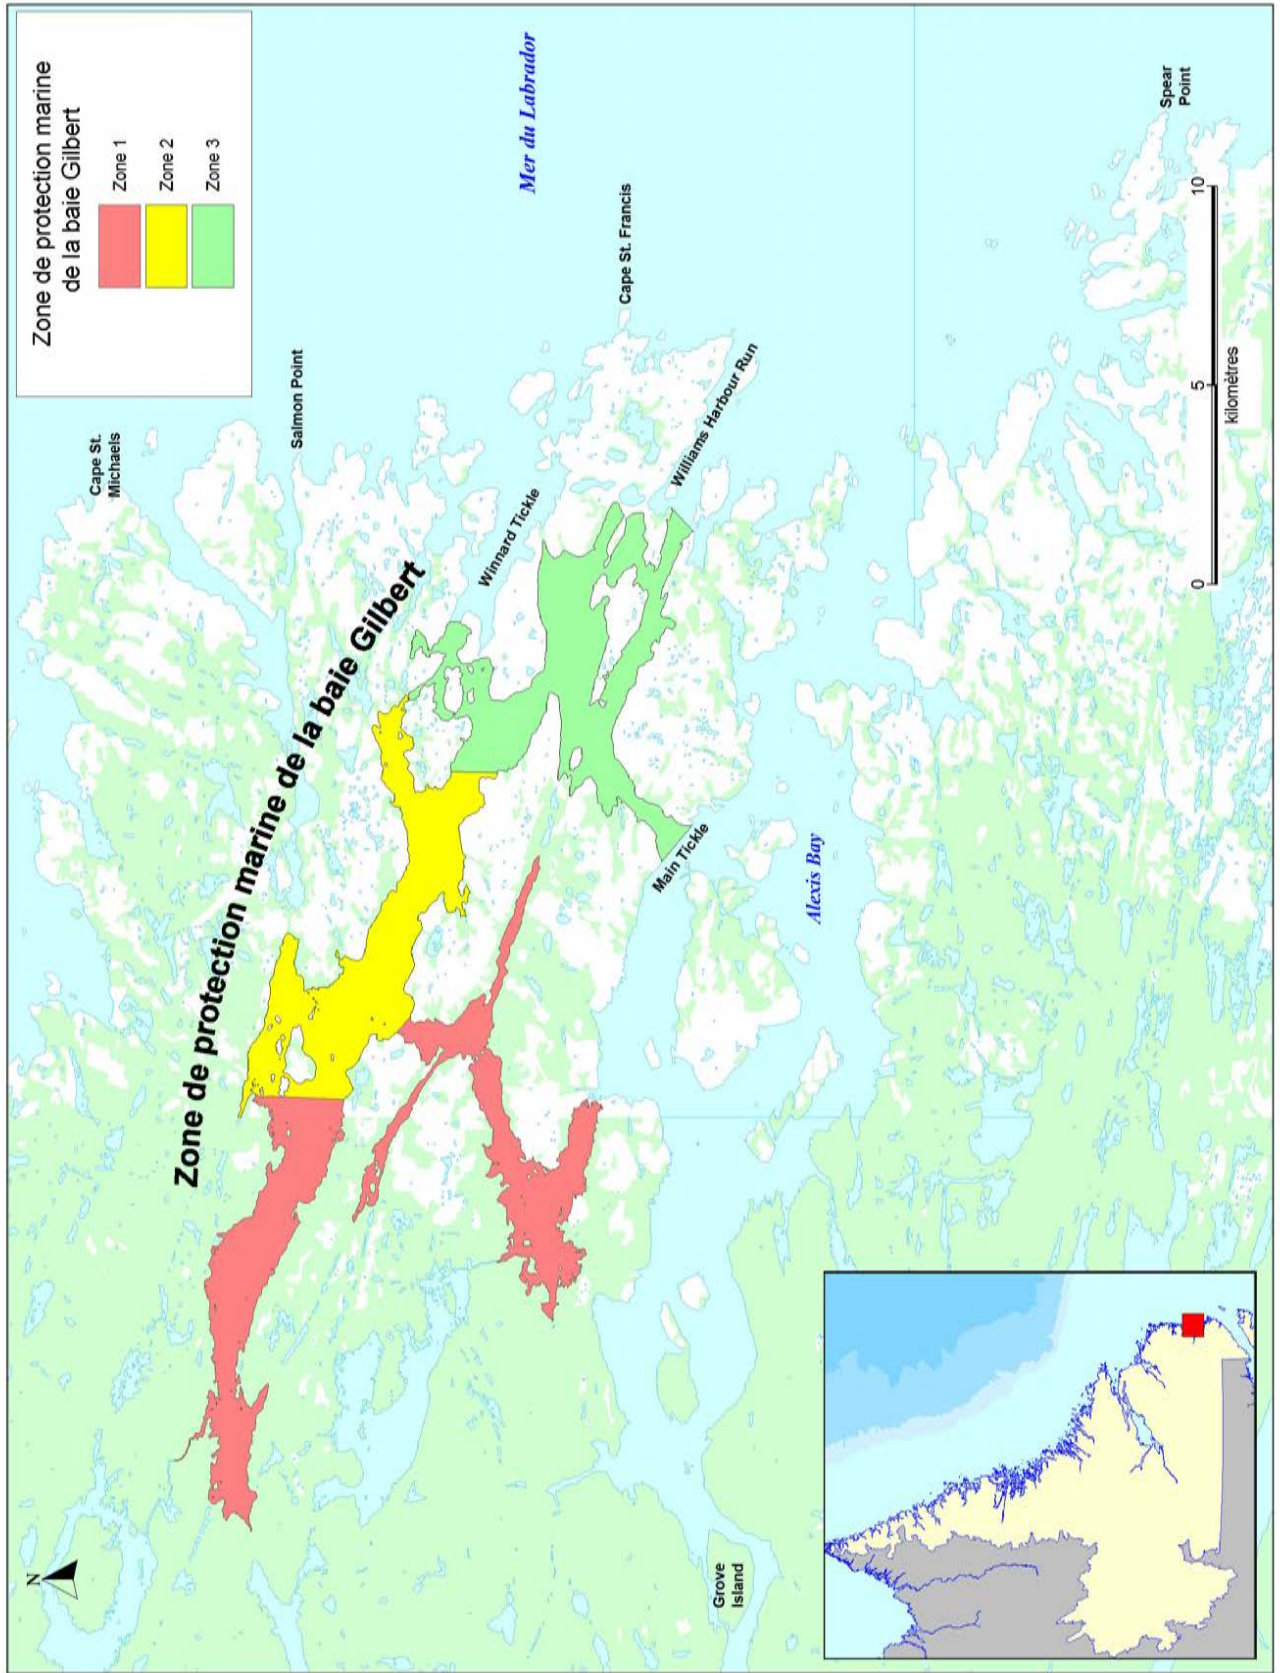 Zone de protection marine
de la baie Gilbert
Zone 1
Zone 2
Zone 3
N
Cape St.
Michaels
Salmon Point
Mer du Labrador
Zone de protection marine de la baie Gilbert
Winnard Tickle
Cape St. Francis
Williams Harbour Run
Main Tickle
Alexis Bay
Grove
Island
Spear
Point
0
5
10
kilomètres